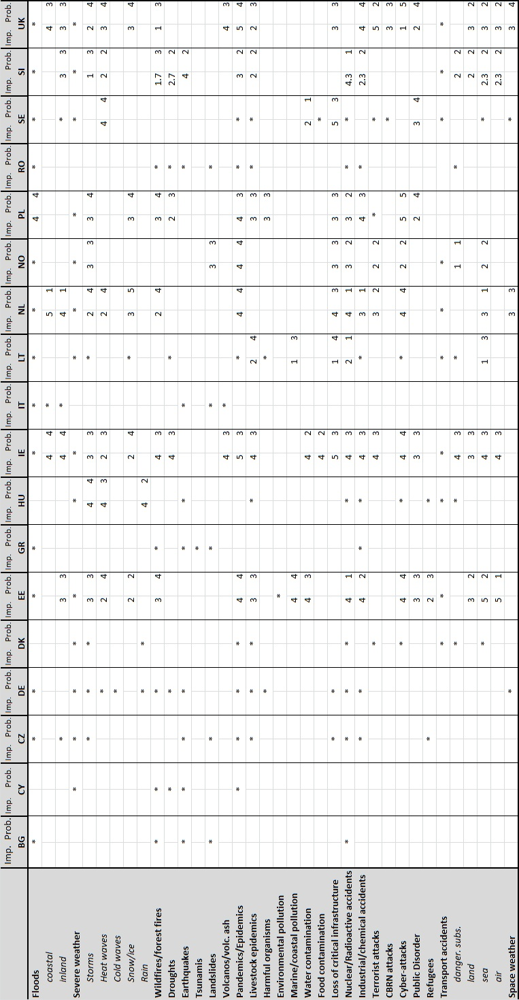 Imp. Prob. Imp. Prob. Imp. Prob. Imp. Prob. Imp. Prob. Imp. Prob. Imp. Prob. Imp. Prob. Imp. Prob. Imp. Prob. Imp. Prob. Imp. Prob. Imp. Prob. Imp. Prob. Imp. Prob. Imp. Prob. Imp. Prob. Imp. Prob.
BG CY CZ DE DK EE GR HU IE IT LT NL NO PL RO SE SI UK
Floods * * * * * * * * * * 4 4 * * * *
coastal 4 4 * 5 1 4 3
inland * 3 3 4 4 * 4 1 * 3 3 3 3
Severe weather * * * * * * * * * * * * * *
Storms * * * 3 3 4 4 3 3 * 2 4 3 3 3 4 1 3 2 4
Heat waves * 2 4 4 3 2 3 2 4 4 4 2 2 3 4
Cold waves *
Snow/ice 2 2 2 4 * 3 5 3 4 3 4
Rain * * 4 2
Wildfires/forest fires * * * 3 4 * 4 3 2 4 3 4 * 1.7 3 1 3
Droughts * * 4 3 * 2 3 * 2.7 2
Earthquakes * * * * * * * * 4 2
Tsunamis *
Landslides * * * * 3 3 *
Volcanos/volc. ash 4 3 * 4 3
Pandemics/Epidemics * * * * 4 4 5 3 * 4 4 4 4 4 3 * * 3 2 5 4
Livestock epidemics * * * 3 3 * 4 3 2 4 3 3 * * 2 2 2 3
Harmful organisms * * 3 3
Environmental pollution *
Marine/coastal pollution 4 4 1 3
Water contamination 4 3 4 2 2 1
Food contamination 4 2 *
Loss of critical infrastructure * * 5 3 1 4 4 3 3 3 3 3 5 3 3 3
Nuclear/Radioactive accidents * * * * 4 1 * 4 3 2 1 4 1 3 2 3 2 * * 4.3 1
Industrial/chemical accidents * * 4 2 * * 4 3 * 3 1 4 3 * 2.3 2 4 4
Terrorist attacks * 4 3 3 2 2 2 * * 5 2
CBRN attacks * 3 3
Cyber-attacks * 4 4 * 4 4 * 4 4 2 2 5 5 1 5
Public Disorder 3 3 3 3 2 4 3 4 2 4
Refugees * 2 3 *
Transport accidents * * * * * * * * * *
danger. subs. * * 4 3 * 1 1 * 2 2
land 3 2 3 3 2 2 3 2
sea * 5 2 4 3 1 3 3 1 2 2 * 2.3 2 3 2
air 5 1 4 3 2.3 2 3 2
Space weather * 3 3 * 3 4